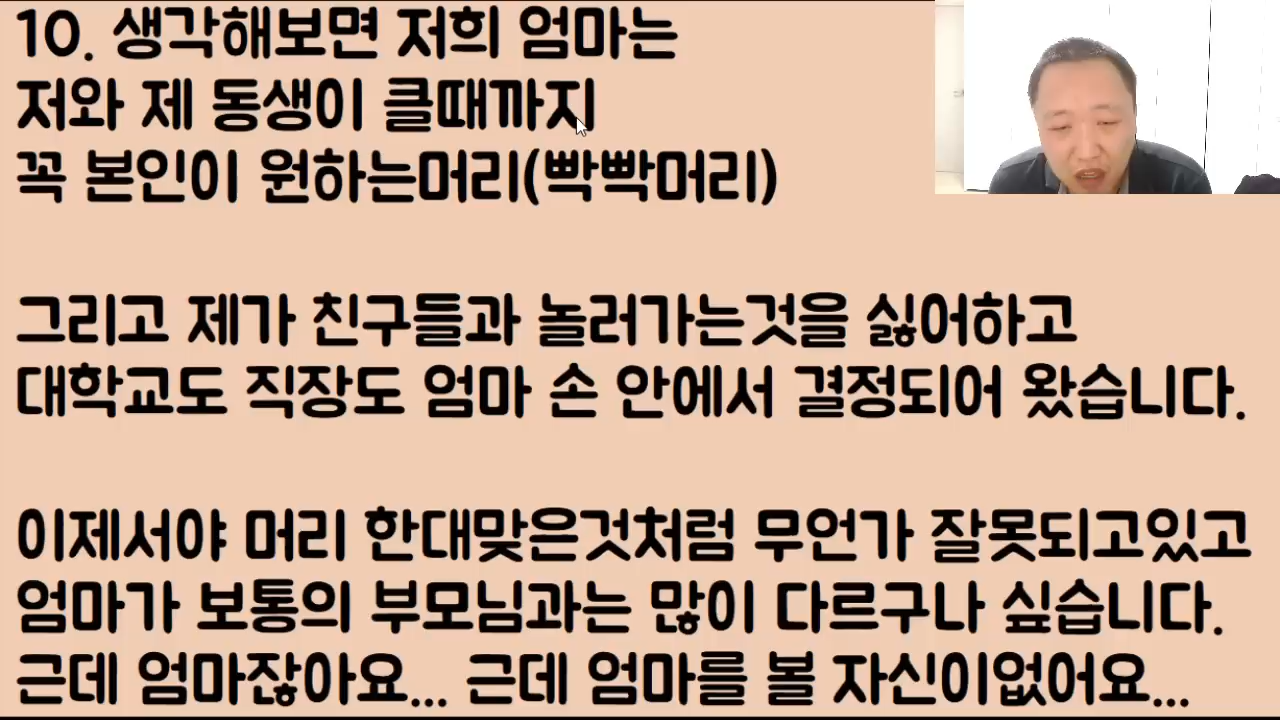 10. 생각해보면 저희 엄마는
저와 제 동생이 클때까지
꼭 본인이 원하는머리(빡빡머리)
그리고 제가 친구들과 놀러가는것을 싫어하고
대학교도 직장도 엄마 손 안에서 결정되어 왔습니다.
이제서야 머리 한대맞은것처럼 무언가 잘못되고있고
엄마가 보통의 부모님과는 많이 다르구나 싶습니다.
근데 엄마잖아요... 근데 엄마를 볼 자신이없어요...